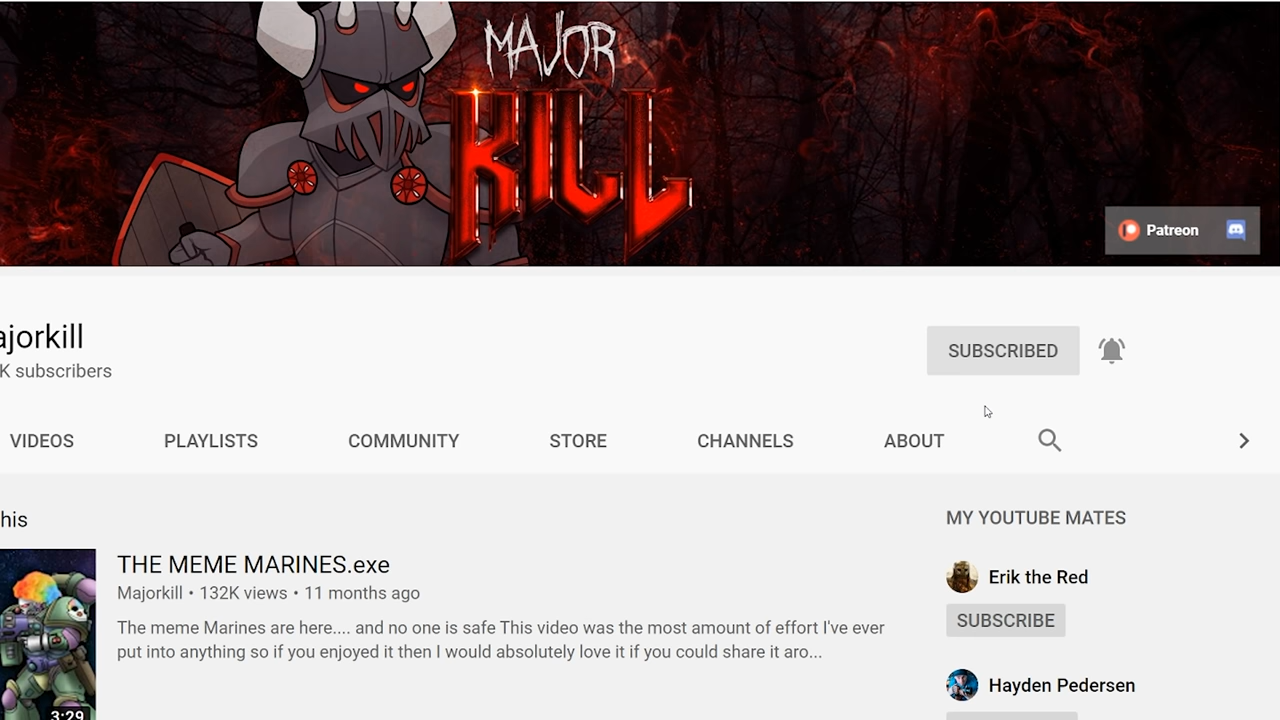 MAJOR
KILL
Patreon
ajorkill
K subscribers
SUBSCRIBED
VIDEOS PLAYLISTS COMMUNITY STORE CHANNELS ABOUT
his
MY YOUTUBE MATES
THE MEME MARINES.exe
Majorkill • 132K views • 11 months ago
The meme Marines are here.... and no one is safe This video was the most amount of effort I've ever
put into anything so if you enjoyed it then I would absolutely love it if you could share it aro...
3:29
Erik the Red
SUBSCRIBE
Hayden Pedersen